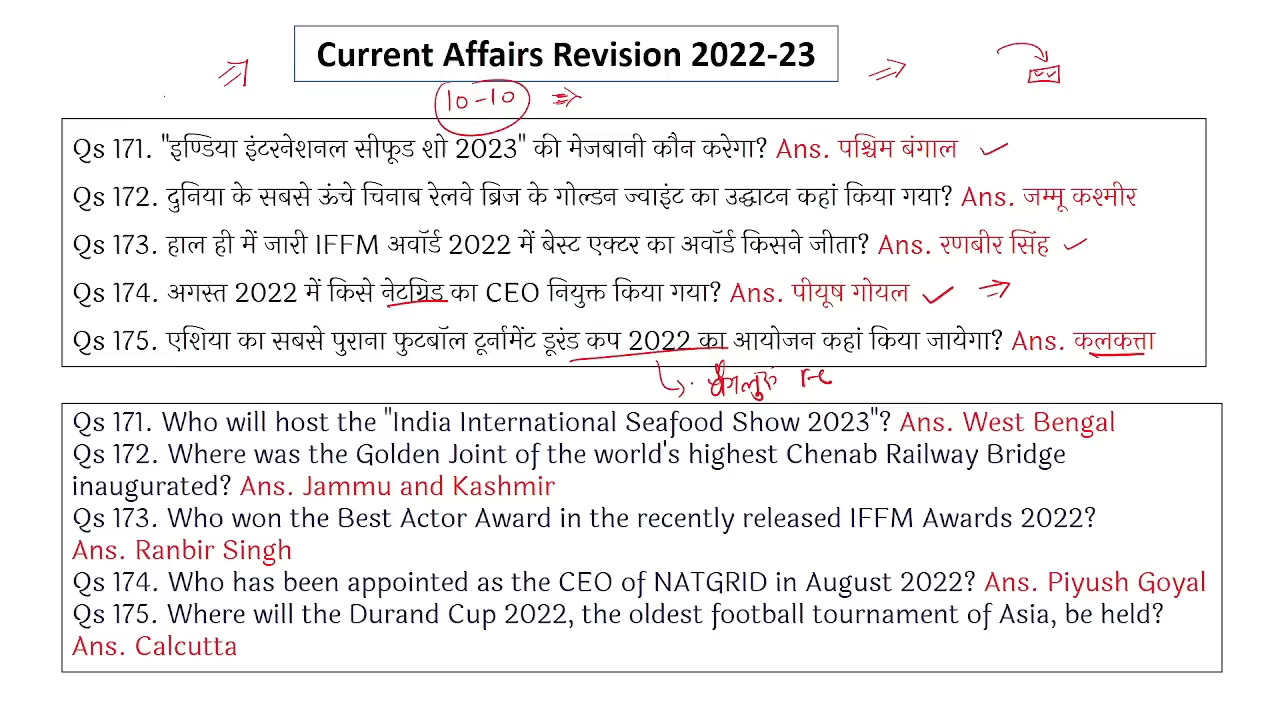 Current Affairs Revision 2022-23
10-10
Qs 171. "इण्डिया इंटरनेशनल सीफूड शो 2023" की मेजबानी कौन करेगा? Ans. पश्चिम बंगाल
Qs 172. दुनिया के सबसे ऊंचे चिनाब रेलवे ब्रिज के गोल्डन ज्वाइंट का उद्घाटन कहां किया गया? Ans. जम्मू कश्मीर
Qs 173. हाल ही में जारी IFFM अवॉर्ड 2022 में बेस्ट एक्टर का अवॉर्ड किसने जीता? Ans. रणबीर सिंह
Qs 174. अगस्त 2022 में किसे नेटग्रिड का CEO नियुक्त किया गया? Ans. पीयूष गोयल
Qs 175. एशिया का सबसे पुराना फुटबॉल टूर्नामेंट डूरंड कप 2022 का आयोजन कहां किया जायेगा? Ans. कलकत्ता
Qs 171. Who will host the "India International Seafood Show 2023"? Ans. West Bengal
Qs 172. Where was the Golden Joint of the world's highest Chenab Railway Bridge
inaugurated? Ans. Jammu and Kashmir
Qs 173. Who won the Best Actor Award in the recently released IFFM Awards 2022?
Ans. Ranbir Singh
Qs 174. Who has been appointed as the CEO of NATGRID in August 2022? Ans. Piyush Goyal
Qs 175. Where will the Durand Cup 2022, the oldest football tournament of Asia, be held?
Ans. Calcutta